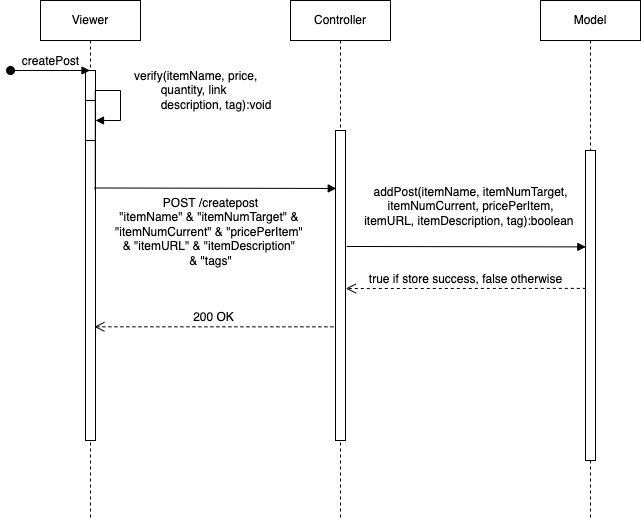 Viewer
Controller
Model
createPost
verify(itemName, price,
quantity, link
description, tag):void
POST /createpost
"itemName" & "itemNumTarget" &
"itemNumCurrent" & "pricePerItem"
& "itemURL" & "itemDescription"
& "tags"
addPost(itemName, itemNumTarget,
itemNumCurrent, pricePerItem,
itemURL, itemDescription, tag):boolean
true if store success, false otherwise
200 OK